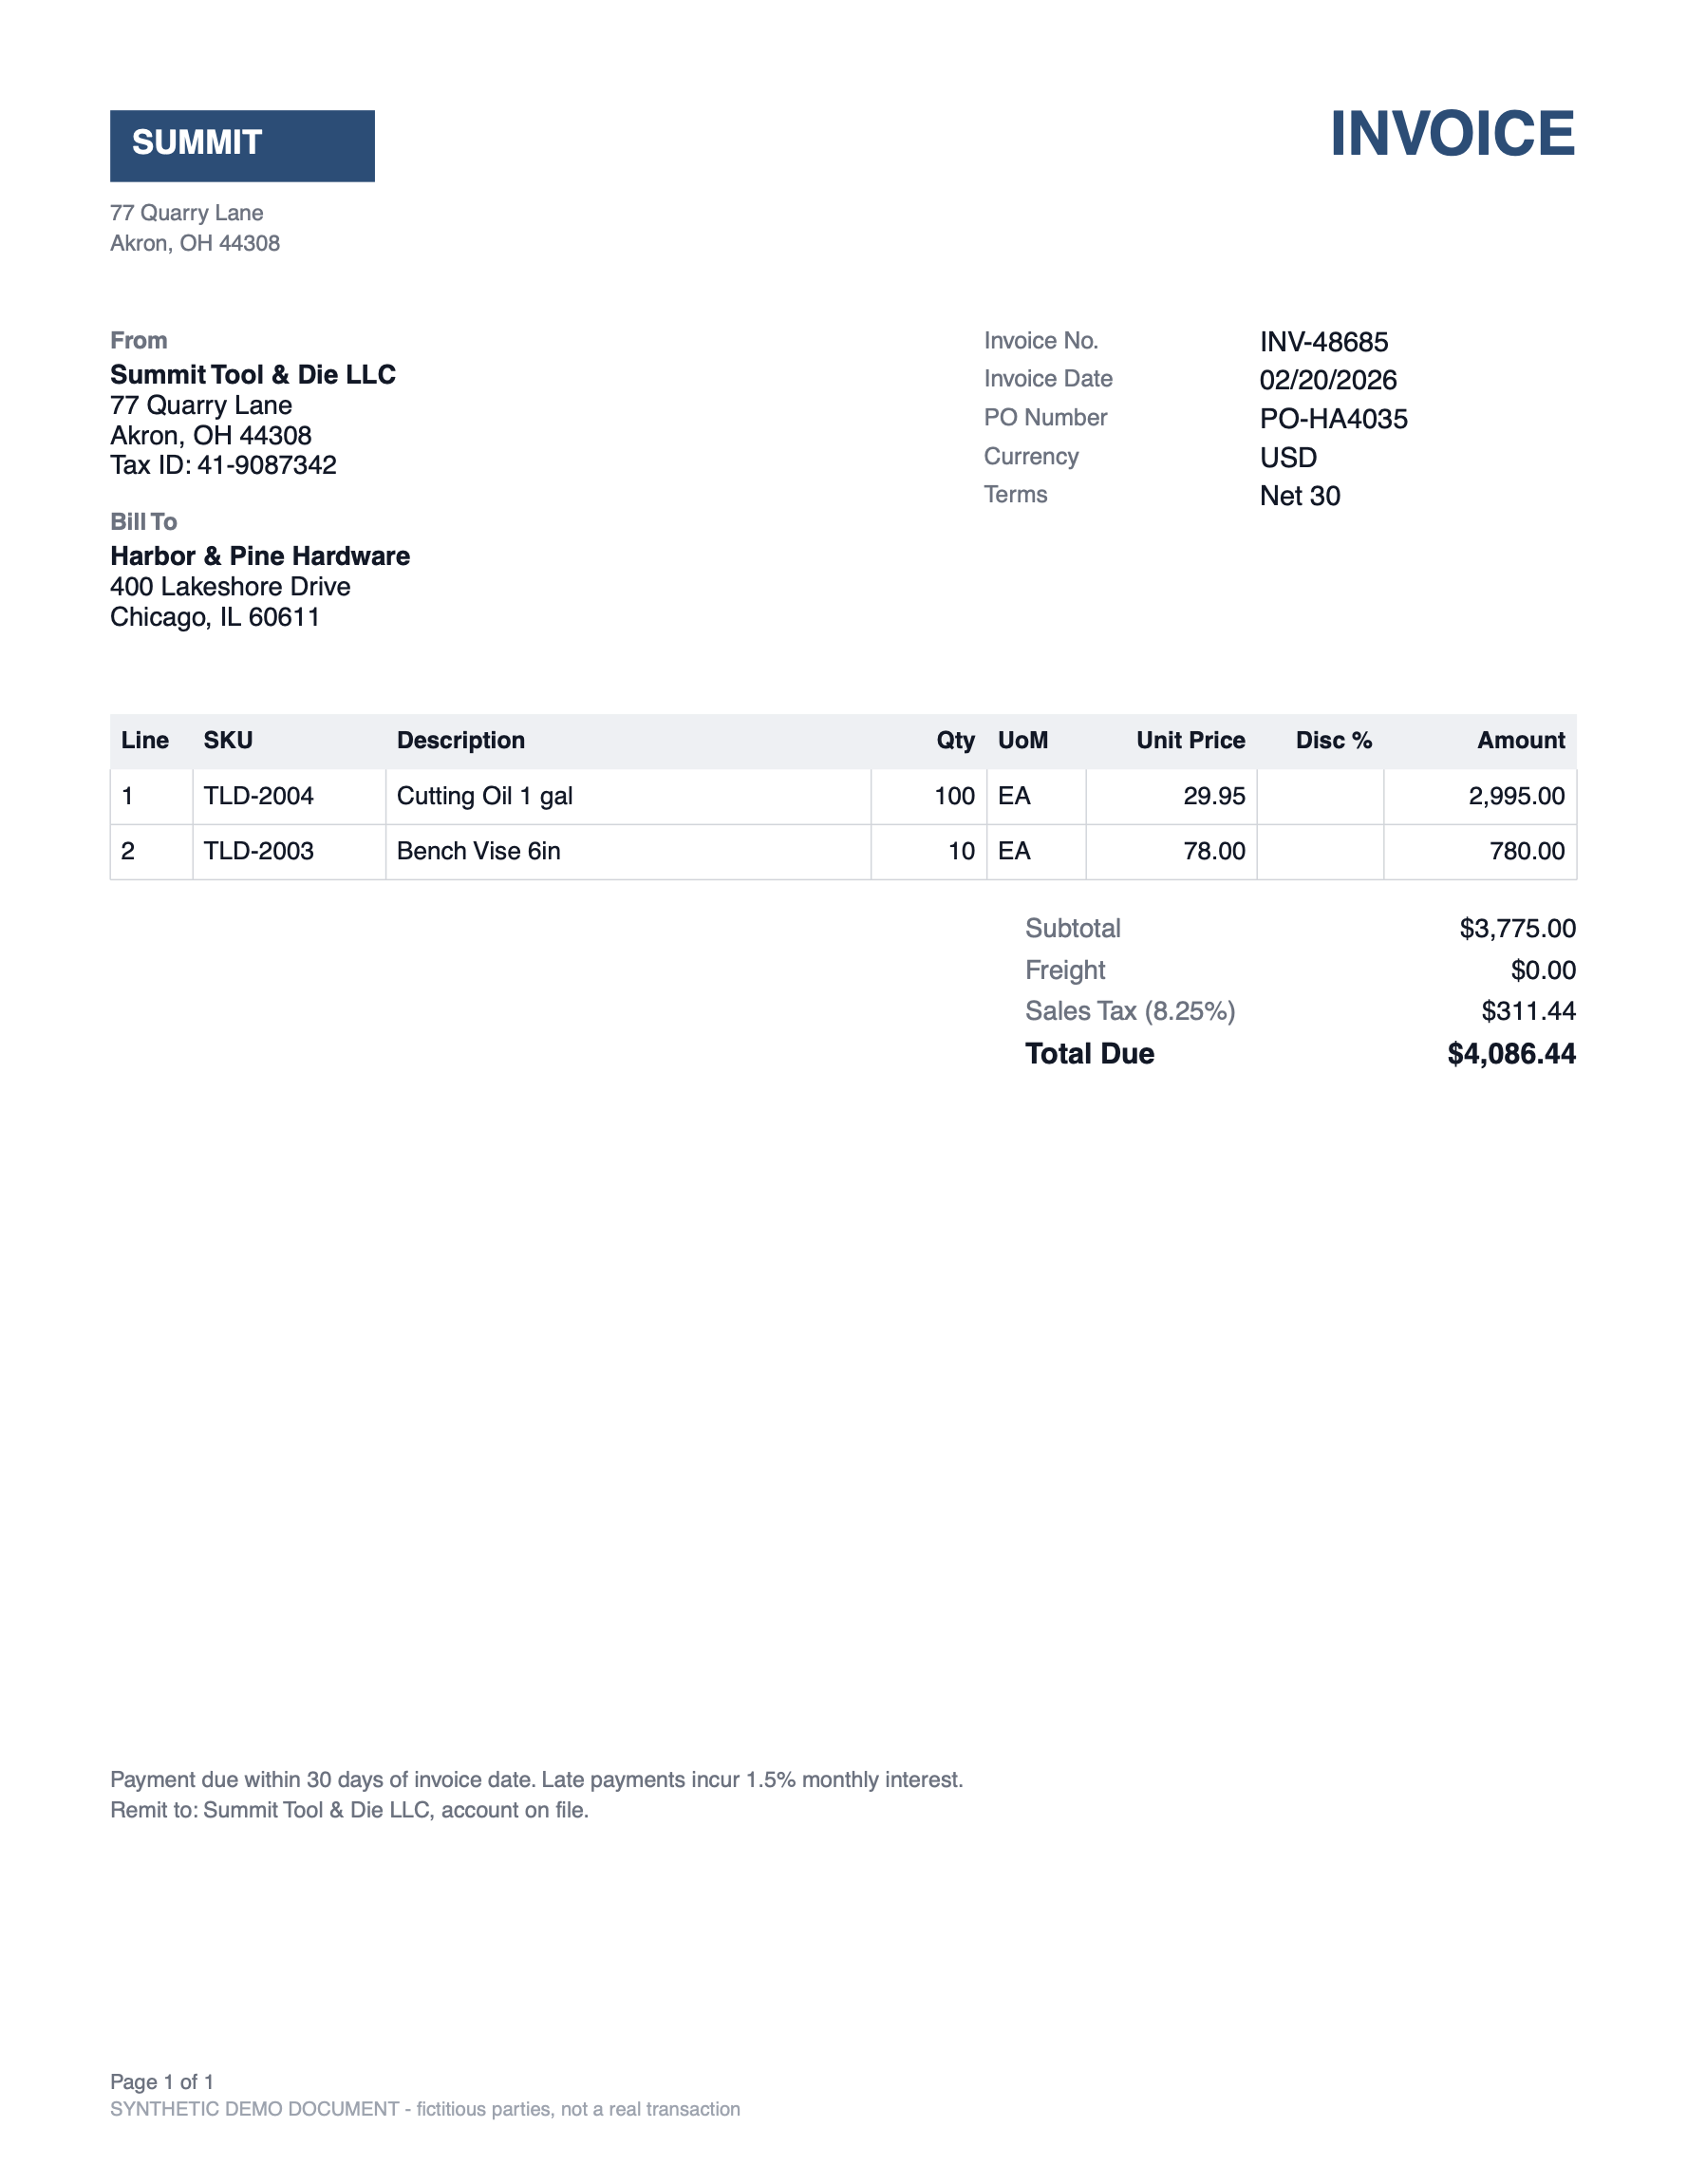 SUMMIT
INVOICE
77 Quarry Lane
Akron, OH 44308
From
Summit Tool & Die LLC
77 Quarry Lane
Akron, OH 44308
Tax ID: 41-9087342
Bill To
Harbor & Pine Hardware
400 Lakeshore Drive
Chicago, IL 60611
Invoice No. INV-48685
Invoice Date 02/20/2026
PO Number PO-HA4035
Currency USD
Terms Net 30
Line SKU Description Qty UoM Unit Price Disc % Amount
1 TLD-2004 Cutting Oil 1 gal 100 EA 29.95 2,995.00
2 TLD-2003 Bench Vise 6in 10 EA 78.00 780.00
Subtotal $3,775.00
Freight $0.00
Sales Tax (8.25%) $311.44
Total Due $4,086.44
Payment due within 30 days of invoice date. Late payments incur 1.5% monthly interest.
Remit to: Summit Tool & Die LLC, account on file.
Page 1 of 1
SYNTHETIC DEMO DOCUMENT - fictitious parties, not a real transaction